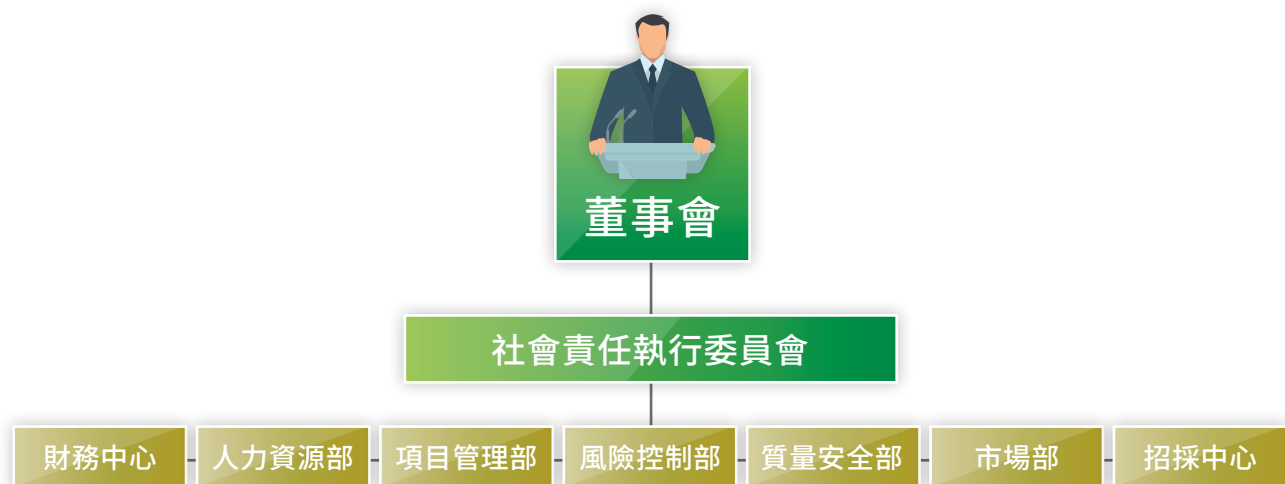 董事會
社會責任執行委員會
財務中心
人力資源部
項目管理部
風險控制部
質量安全部
市場部
招採中心